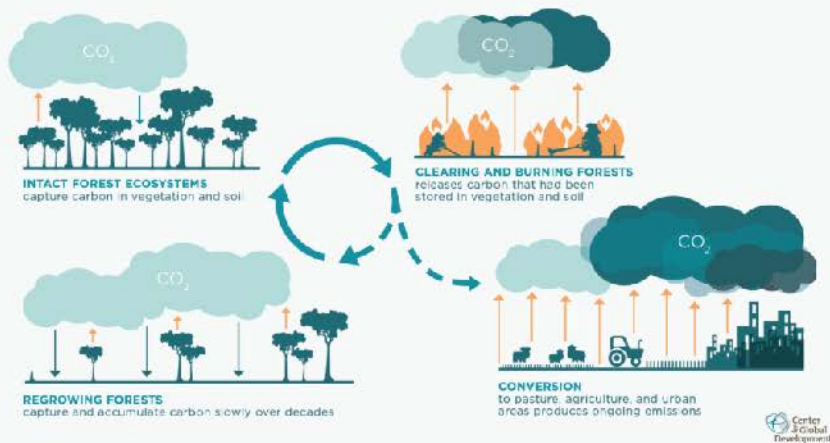 CO₂
INTACT FOREST ECOSYSTEMS
capture carbon in vegetation and soil
CO₂
CLEARING AND BURNING FORESTS
releases carbon that had been
stored in vegetation and soil
CO₂
REGROWING FORESTS
capture and accumulate carbon slowly over decades
CO₂
CONVERSION
to pasture, agriculture, and urban
areas produces ongoing emissions
Center
Global
Development